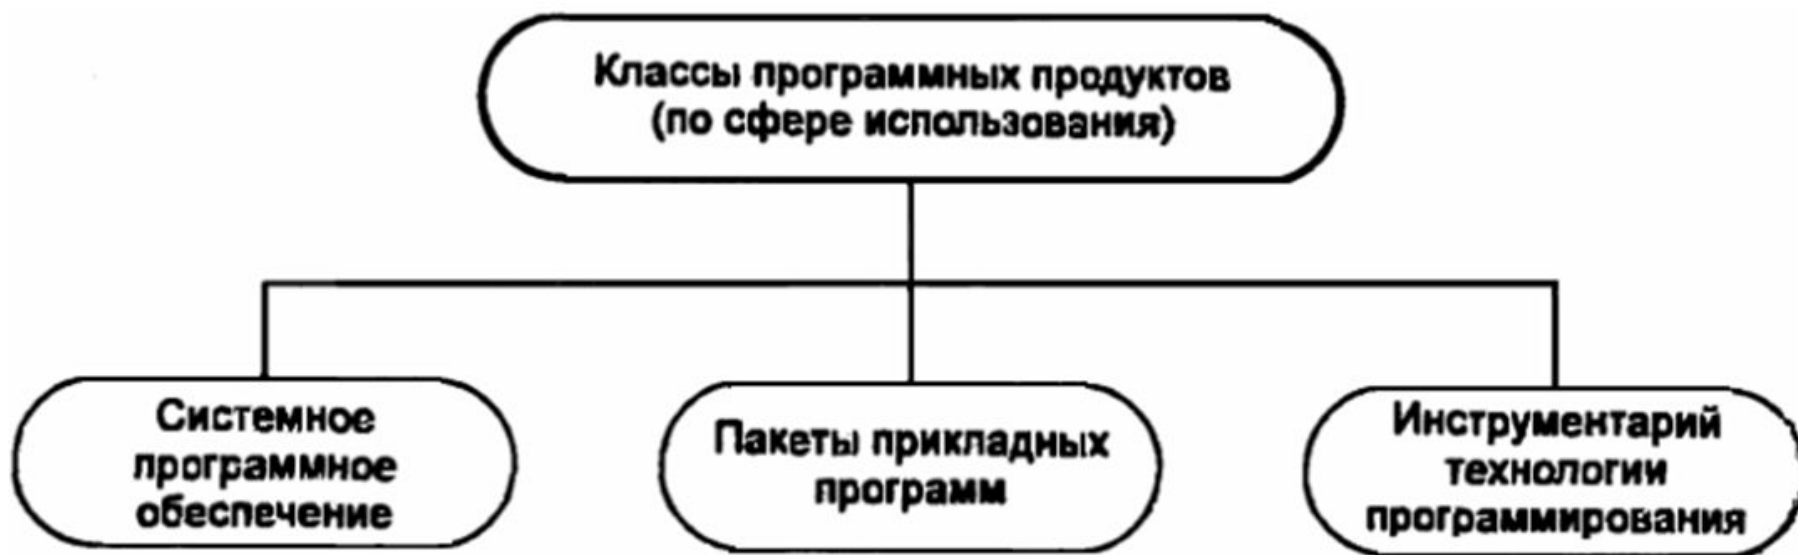 Классы программных продуктов
(по сфере использования)
Системное
программное
обеспечение
Пакеты прикладных
программ
Инструментарий
технологии
программирования